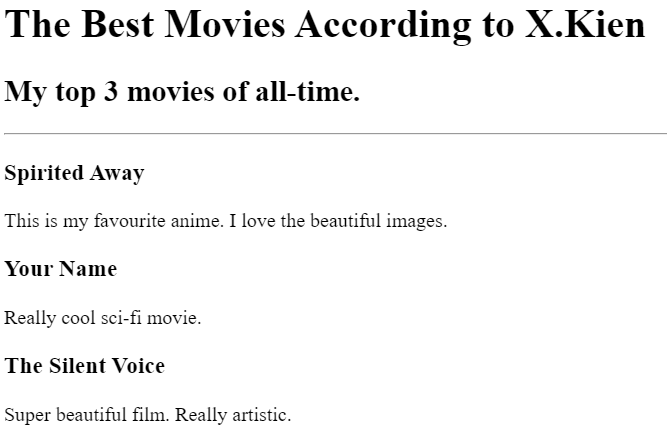 The Best Movies According to X.Kien
My top 3 movies of all-time.
Spirited Away
This is my favourite anime. I love the beautiful images.
Your Name
Really cool sci-fi movie.
The Silent Voice
Super beautiful film. Really artistic.